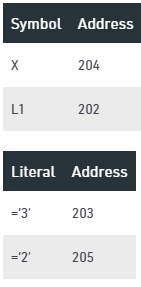 Symbol Address
X 204
L1 202
Literal Address
=’3′ 203
=’2′ 205